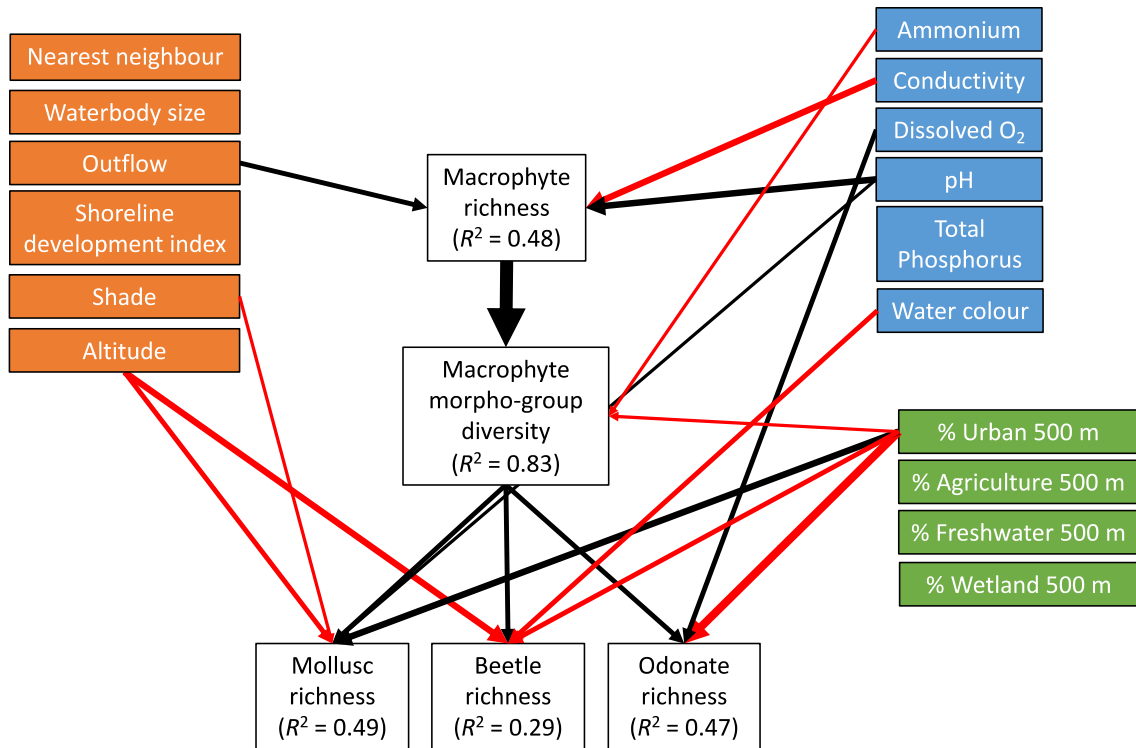 Nearest neighbour
Waterbody size
Outflow
Shoreline
development index
Shade
Altitude
Macrophyte
richness
(R² = 0.48)
Macrophyte
morpho-group
diversity
(R² = 0.83)
Mollusc
richness
(R² = 0.49)
Beetle
richness
(R² = 0.29)
Odonate
richness
(R² = 0.47)
Ammonium
Conductivity
Dissolved O₂
pH
Total
Phosphorus
Water colour
% Urban 500 m
% Agriculture 500 m
% Freshwater 500 m
% Wetland 500 m